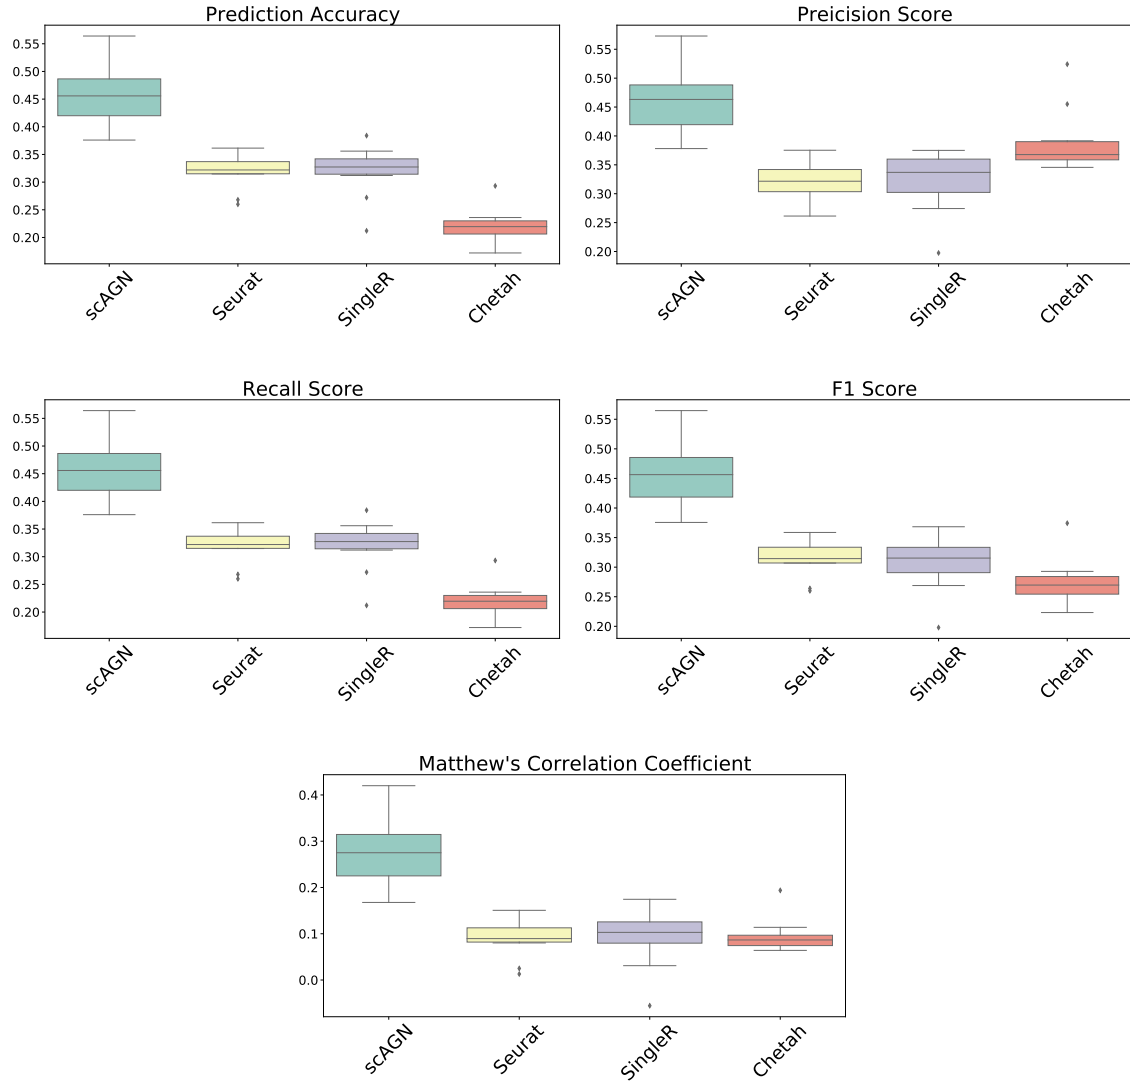 Prediction Accuracy
0.55
0.50
0.45
0.40
0.35
0.30
0.25
0.20
scAGN
Seurat
SingleR
Chetah
Preicision Score
0.55
0.50
0.45
0.40
0.35
0.30
0.25
0.20
scAGN
Seurat
SingleR
Chetah
Recall Score
0.55
0.50
0.45
0.40
0.35
0.30
0.25
0.20
scAGN
Seurat
SingleR
Chetah
F1 Score
0.55
0.50
0.45
0.40
0.35
0.30
0.25
0.20
scAGN
Seurat
SingleR
Chetah
Matthew's Correlation Coefficient
0.4
0.3
0.2
0.1
0.0
scAGN
Seurat
SingleR
Chetah